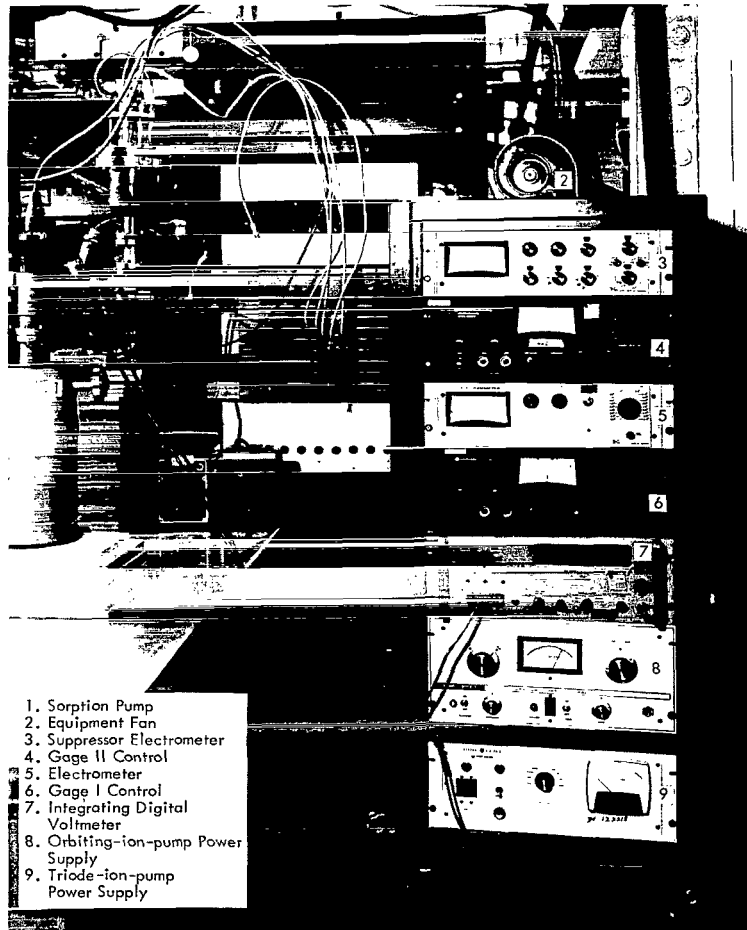 2
3
4
5
6
7
8
9
1. Sorption Pump
2. Equipment Fan
3. Suppressor Electrometer
4. Gage II Control
5. Electrometer
6. Gage I Control
7. Integrating Digital
Voltmeter
8. Orbiting-ion-pump Power
Supply
9. Triode-ion-pump
Power Supply